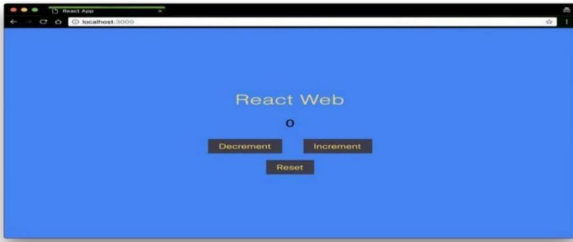 React App
localhost:3000
React Web
0
Decrement Increment
Reset